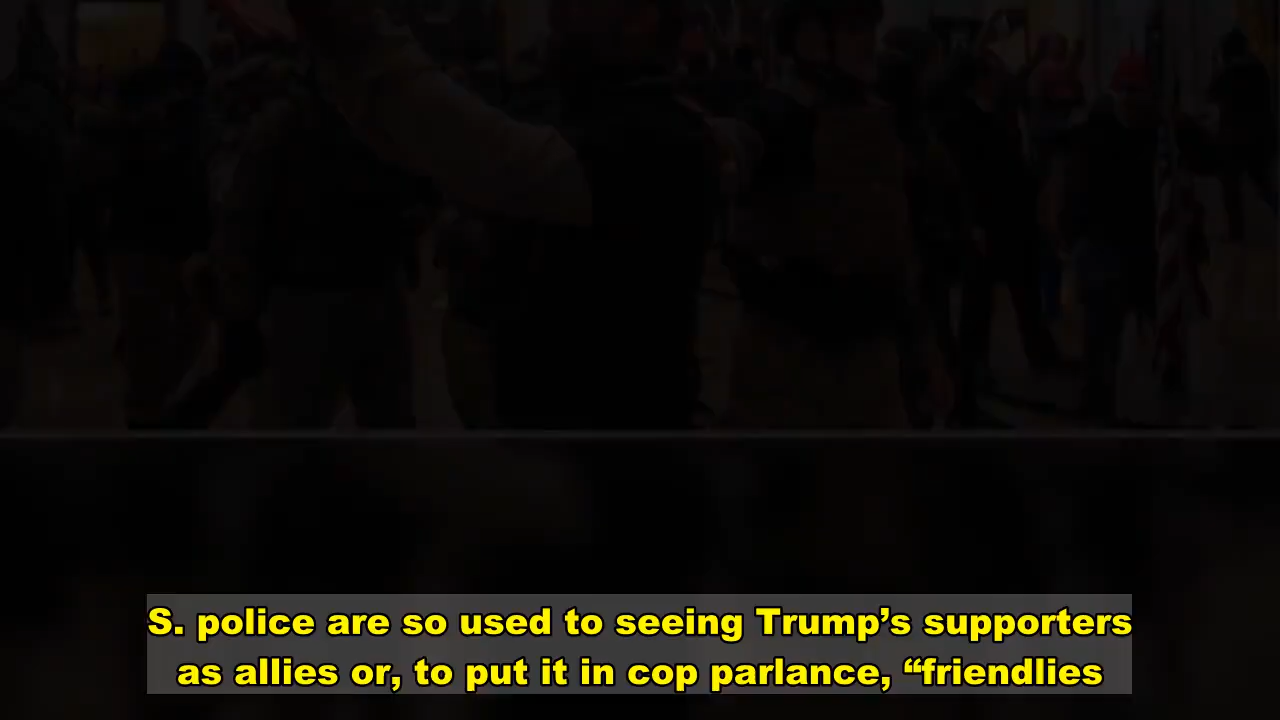 S. police are so used to seeing Trump’s supporters
as allies or, to put it in cop parlance, “friendlies